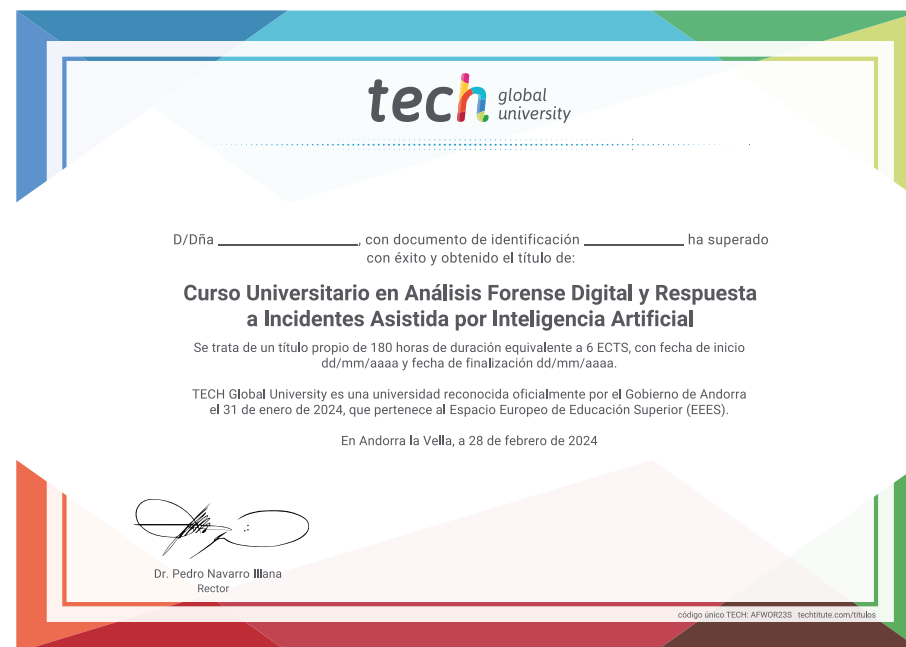 tech global university
D/Dña ____________________, con documento de identificación ______________ ha superado
con éxito y obtenido el título de:
Curso Universitario en Análisis Forense Digital y Respuesta
a Incidentes Asistida por Inteligencia Artificial
Se trata de un título propio de 180 horas de duración equivalente a 6 ECTS, con fecha de inicio
dd/mm/aaaa y fecha de finalización dd/mm/aaaa.
TECH Global University es una universidad reconocida oficialmente por el Gobierno de Andorra
el 31 de enero de 2024, que pertenece al Espacio Europeo de Educación Superior (EEES).
En Andorra la Vella, a 28 de febrero de 2024
Dr. Pedro Navarro Illana
Rector
código único TECH: AFWOR23S techtitute.com/titulos